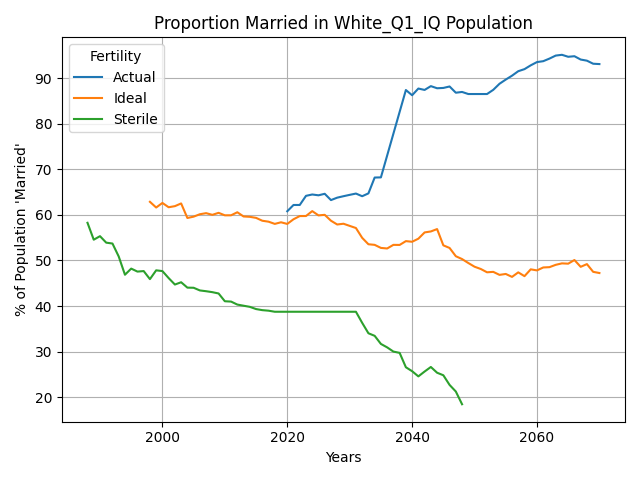 Proportion Married in White_Q1_IQ Population
Fertility
Actual
Ideal
Sterile
% of Population 'Married'
90
80
70
60
50
40
30
20
2000
2020
2040
2060
Years